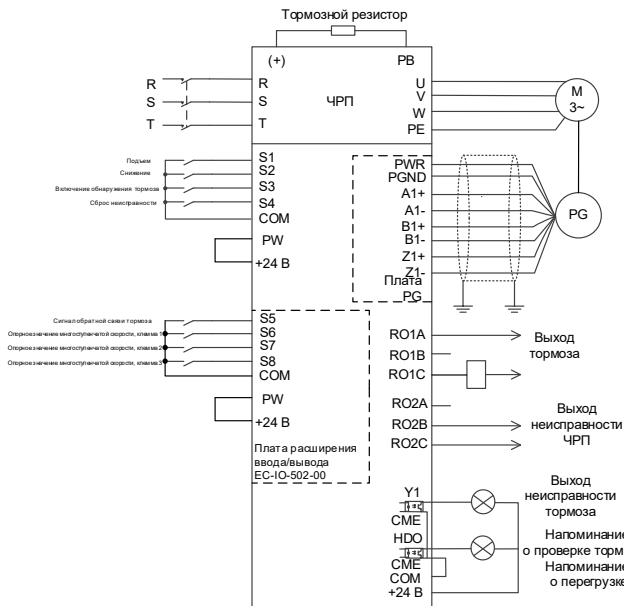 Тормозной резистор
(+)
PB
R
S
T
R
S
T
ЧРП
U
V
W
PE
M
3~
Подъем
Снижение
Включение обнаружения тормоза
Сброс неисправности
S1
S2
S3
S4
COM
PW
+24 В
PWR
PGND
A1+
A1-
B1+
B1-
Z1+
Z1-
Плата
PG
PG
Сигнал обратной связи тормоза
Опорное значение многоступенчатой скорости, клемма 1
Опорное значение многоступенчатой скорости, клемма 2
Опорное значение многоступенчатой скорости, клемма 3
S5
S6
S7
S8
COM
PW
+24 В
Плата расширения
ввода/вывода
EC-IO-502-00
RO1A
RO1B
RO1C
Выход
тормоза
RO2A
RO2B
RO2C
Выход
неисправности
ЧРП
Y1
CME
HDO
CME
COM
+24 В
Выход
неисправности
тормоза
Напоминание
о проверке торм
Напоминание
о перегрузке